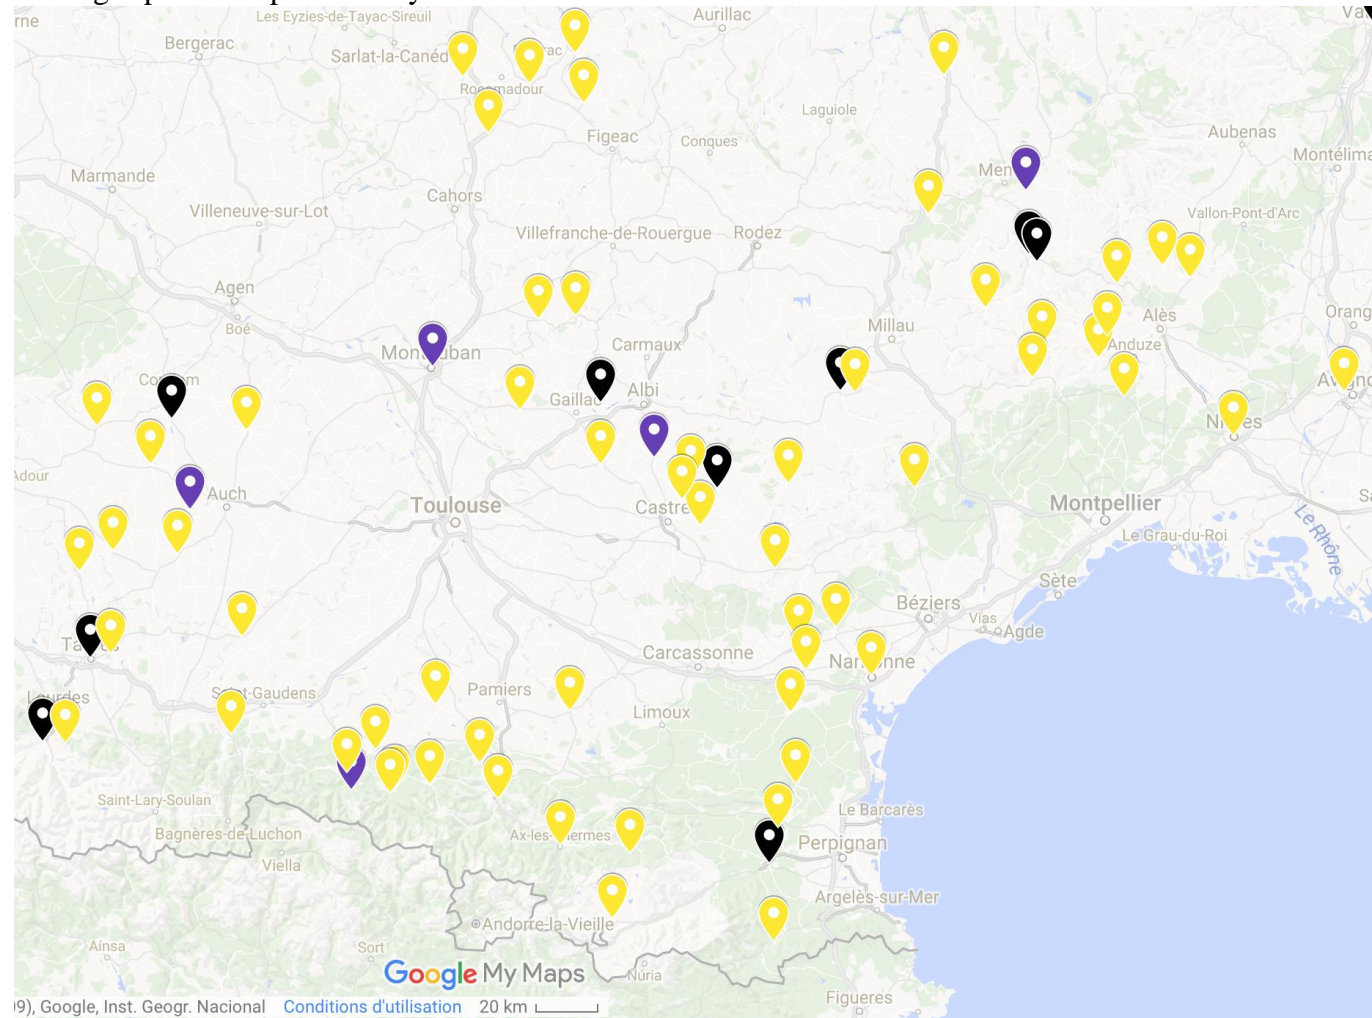 Les Eyzies-de-Tayac-Sireuil
Aurillac
Bergerac
Sarlat-la-Canéd
Laguiole
Aubenas
Figeac
Conques
Montélima
Marmande
Cahors
Villeneuve-sur-Lot
Vallon-Pont-d'Arc
Villefranche-de-Rouergue
Rodez
Agen
Boé
Millau
Alès
Orang
Carmaux
Anduze
Albi
Adour
Auch
Toulouse
Montpellier
Le Grau-du-Roi
Le Rhône
Sète
Béziers
Vias
Agde
Carcassonne
Lourdes
Pamiers
Limoux
Saint-Lary-Soulan
Bagnères-de-Luchon
Le Barcarès
Perpignan
Viella
Argelès-sur-Mer
Andorre-la-Vieille
Aínsa
Sort
Google My Maps
Núria
Figueres
9), Google, Inst. Geogr. Nacional Conditions d'utilisation 20 km